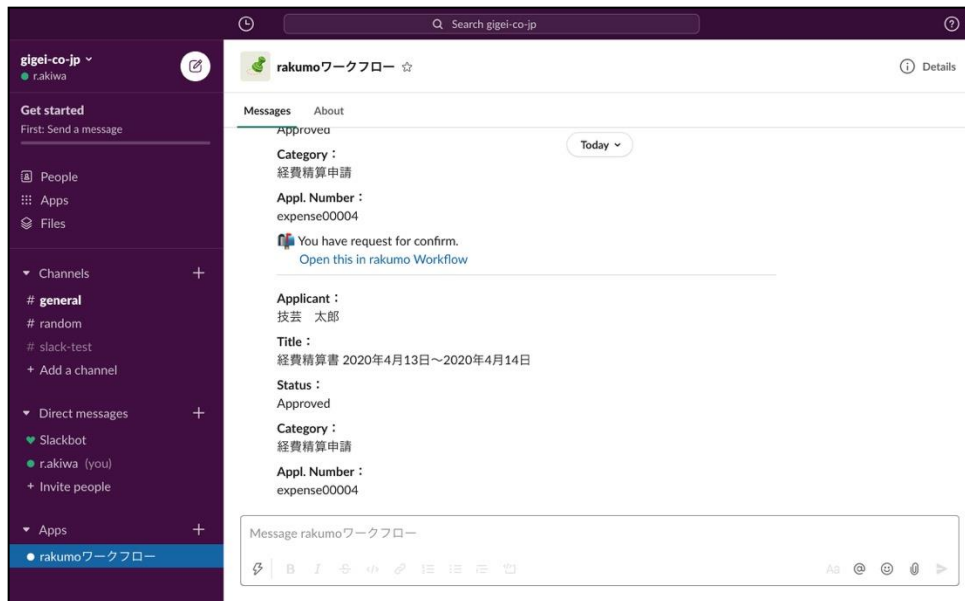 Search gigei-co-jp
gigei-co-jp
r.akiwa
Get started
First: Send a message
People
Apps
Files
Channels
# general
# random
# slack-test
+ Add a channel
Direct messages
Slackbot
r.akiwa (you)
+ Invite people
Apps
rakumoワークフロー
rakumoワークフロー
Details
Messages About
Approved
Today
Category：
経費精算申請
Appl. Number：
expense00004
You have request for confirm.
Open this in rakumo Workflow
Applicant：
技芸　太郎
Title：
経費精算書 2020年4月13日〜2020年4月14日
Status：
Approved
Category：
経費精算申請
Appl. Number：
expense00004
Message rakumoワークフロー
B I S
Aa @